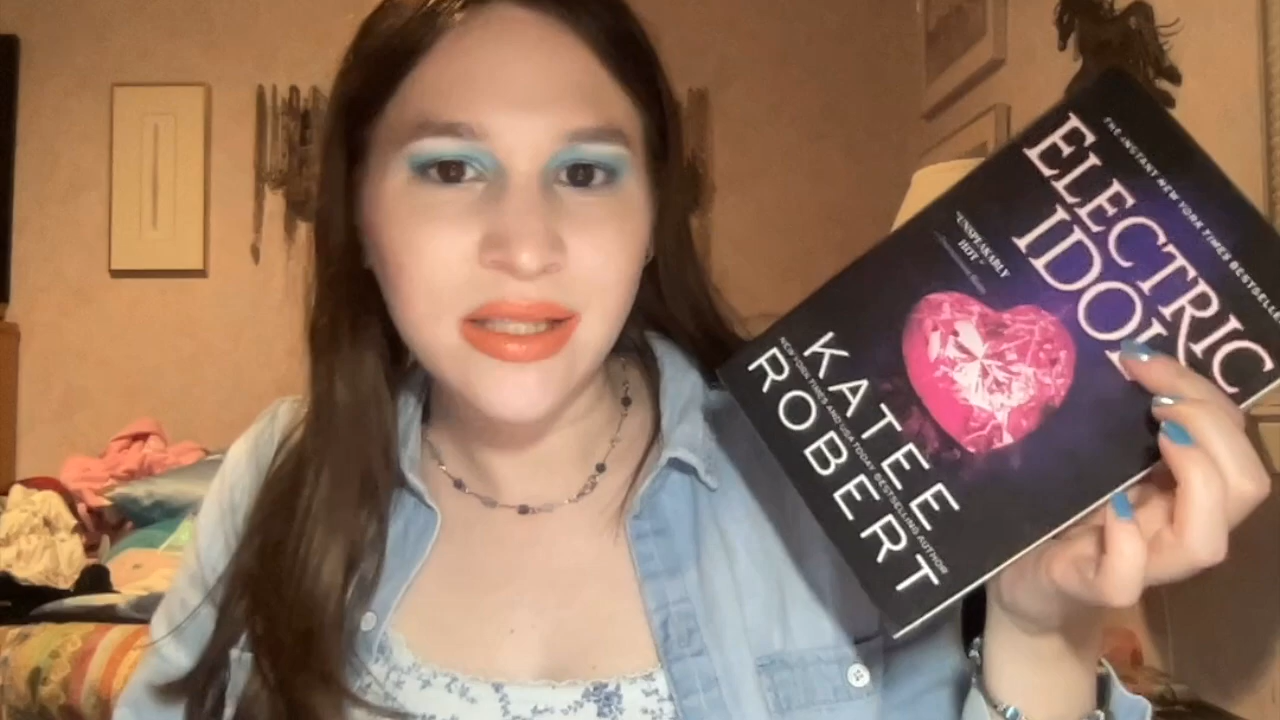 THE INSTANT NEW YORK TIMES BESTSELLER
ELECTRIC
IDOL
"UNSPEAKABLY
HOT."
KATEE
NEW YORK TIMES AND USA TODAY BESTSELLING AUTHOR
ROBERT